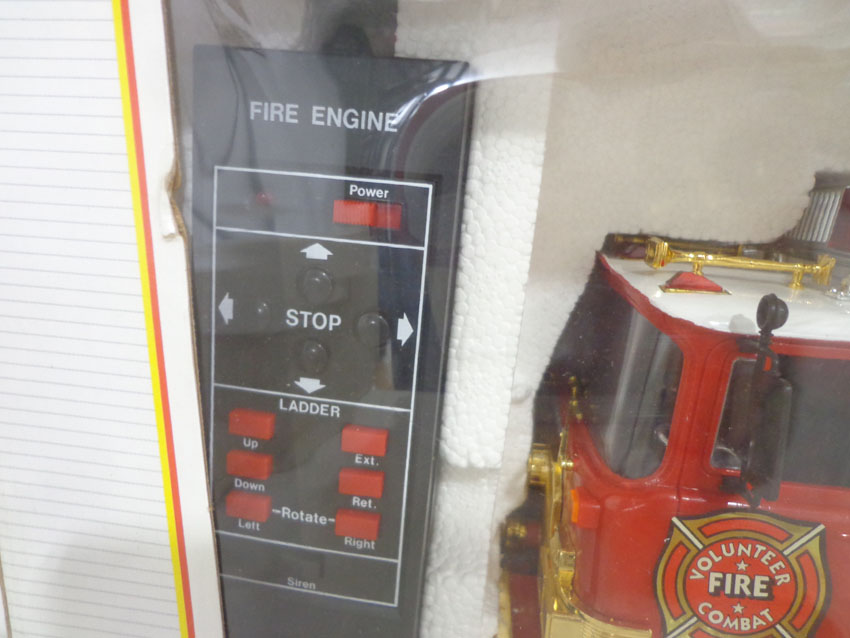 FIRE ENGINE
Power
STOP
LADDER
Up
Ext.
Down
Ret.
-Rotate-
Left
Right
Siren
VOLUNTEER
FIRE
COMBAT